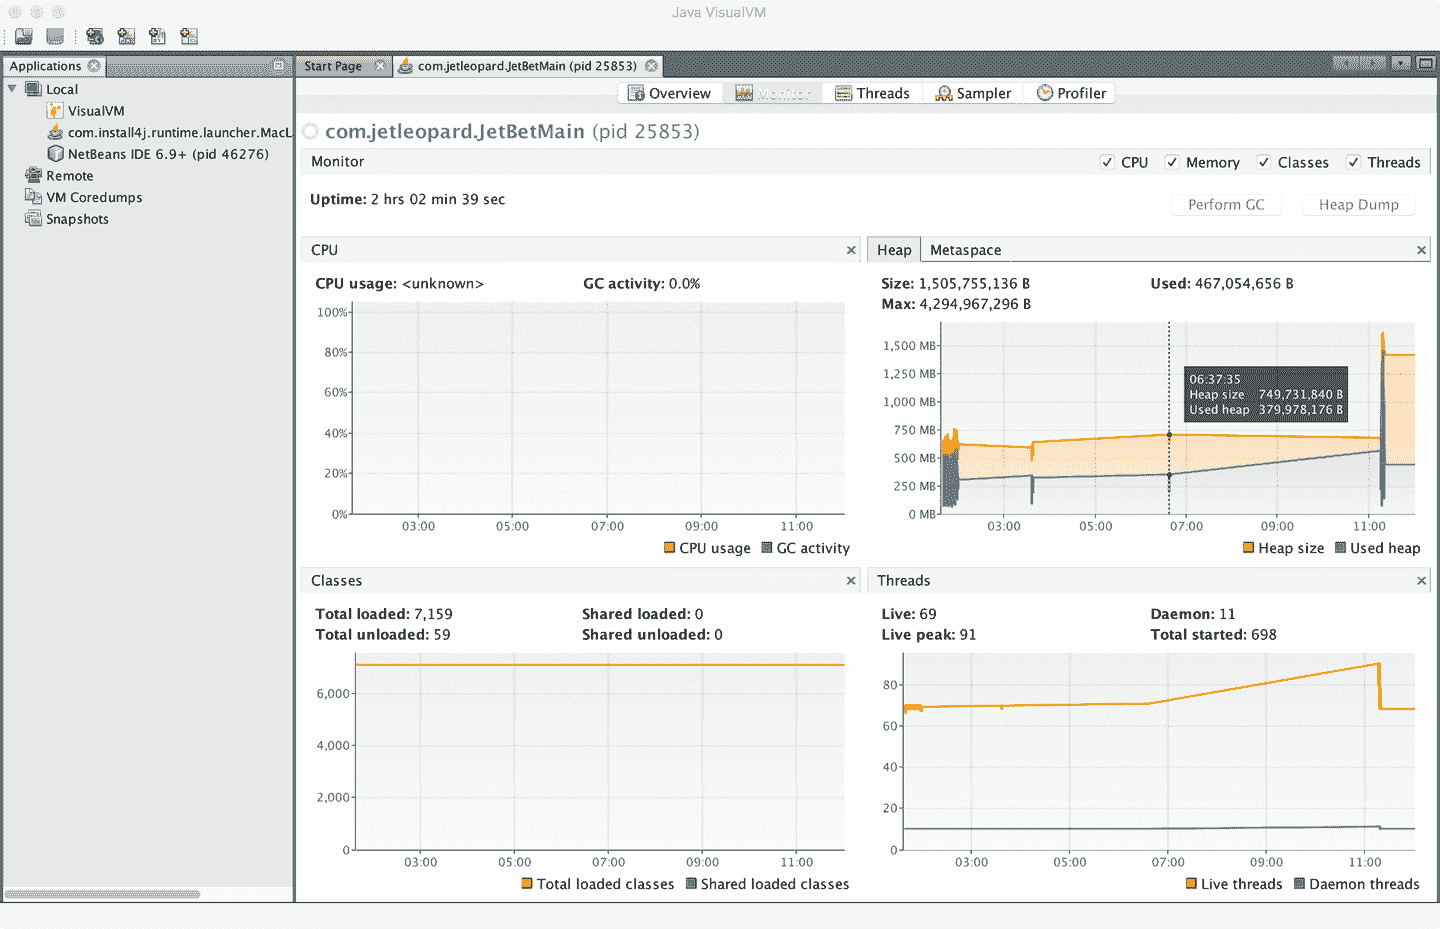 Java VisualVM
Applications
Start Page
com.jetleopard.JetBetMain (pid 25853)
Local
VisualVM
com.install4j.runtime.launcher.MacL
NetBeans IDE 6.9+ (pid 46276)
Remote
VM Coredumps
Snapshots
Overview Monitor Threads Sampler Profiler
com.jetleopard.JetBetMain (pid 25853)
Monitor
CPU Memory Classes Threads
Uptime: 2 hrs 02 min 39 sec
Perform GC Heap Dump
CPU
CPU usage: <unknown> GC activity: 0.0%
100%
80%
60%
40%
20%
0%
03:00 05:00 07:00 09:00 11:00
CPU usage GC activity
Heap Metaspace
Size: 1,505,755,136 B Used: 467,054,656 B
Max: 4,294,967,296 B
1,500 MB
1,250 MB
1,000 MB
750 MB
500 MB
250 MB
0 MB
06:37:35
Heap size 749,731,840 B
Used heap 379,978,176 B
03:00 05:00 07:00 09:00 11:00
Heap size Used heap
Classes
Total loaded: 7,159 Shared loaded: 0
Total unloaded: 59 Shared unloaded: 0
6,000
4,000
2,000
0
03:00 05:00 07:00 09:00 11:00
Total loaded classes Shared loaded classes
Threads
Live: 69 Daemon: 11
Live peak: 91 Total started: 698
80
60
40
20
0
03:00 05:00 07:00 09:00 11:00
Live threads Daemon threads